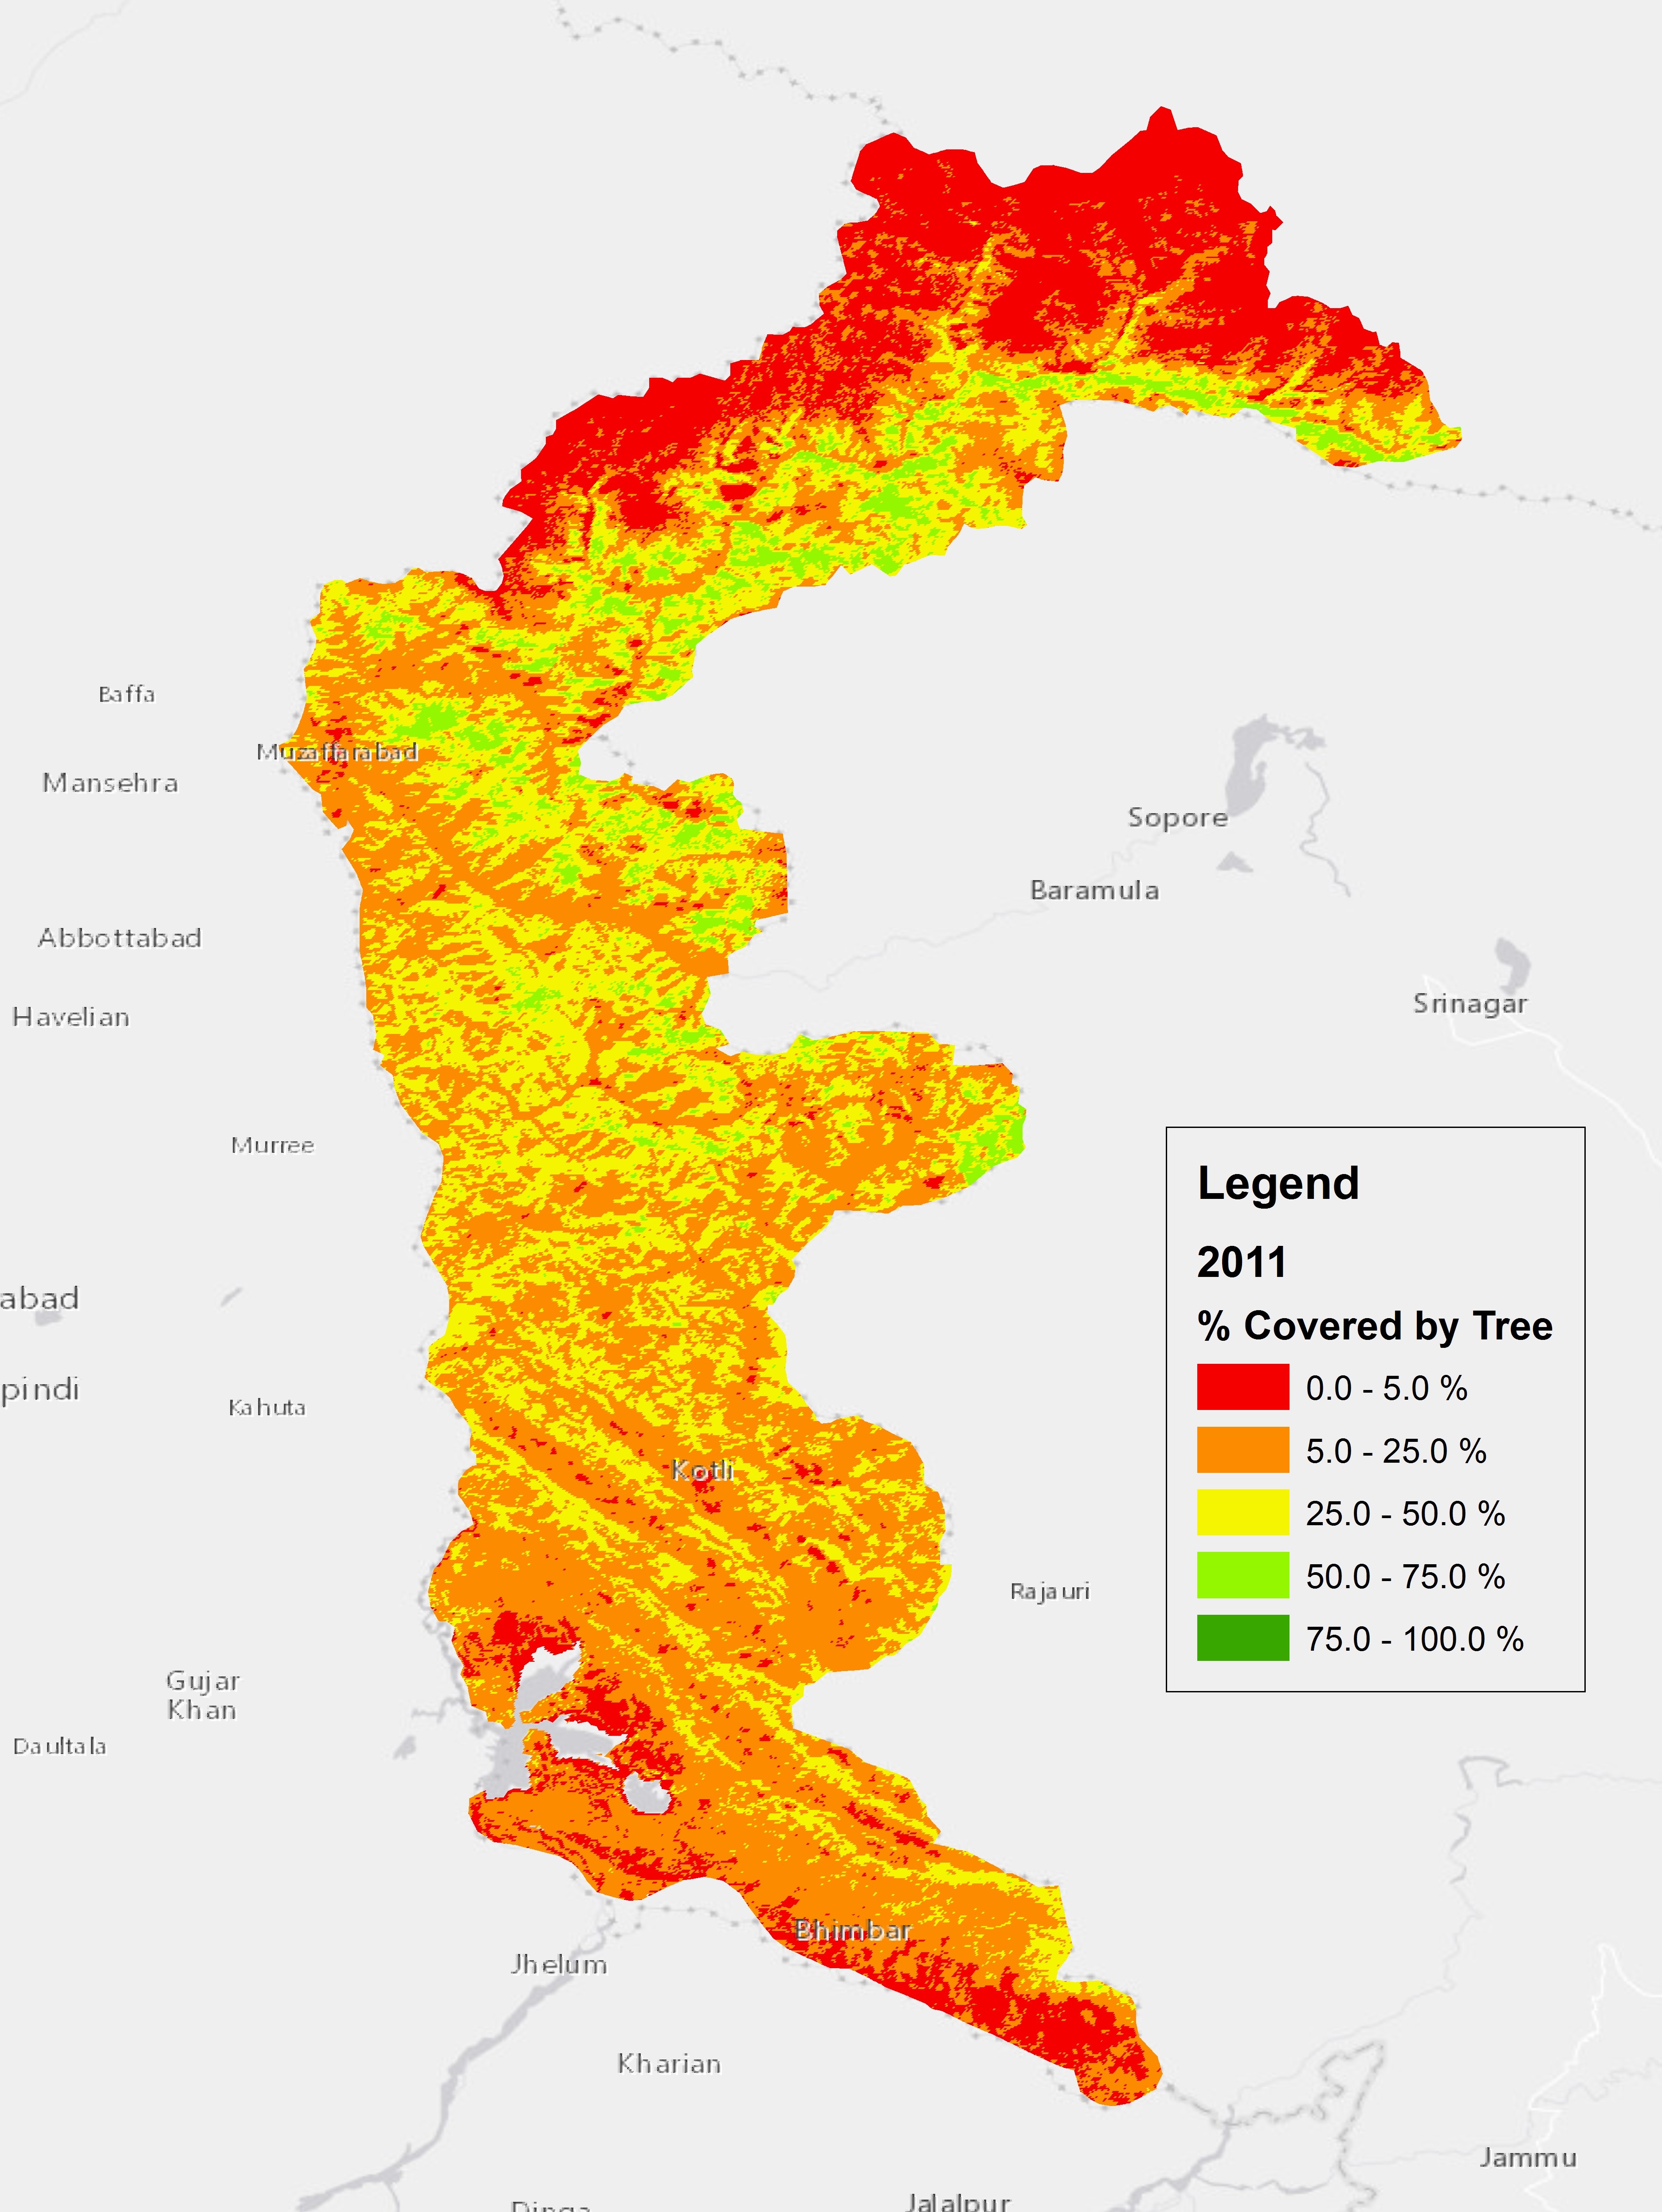 Baffa
Muzaffarabad
Mansehra
Sopore
Baramula
Abbottabad
Srinagar
Havelian
Murree
Legend
2011
% Covered by Tree
0.0 - 5.0 %
5.0 - 25.0 %
25.0 - 50.0 %
50.0 - 75.0 %
75.0 - 100.0 %
abad
pindi
Kahuta
Kotli
Rajauri
Gujar
Khan
Daultala
Bhimbar
Jhelum
Kharian
Jammu
Dinga
Jalalpur